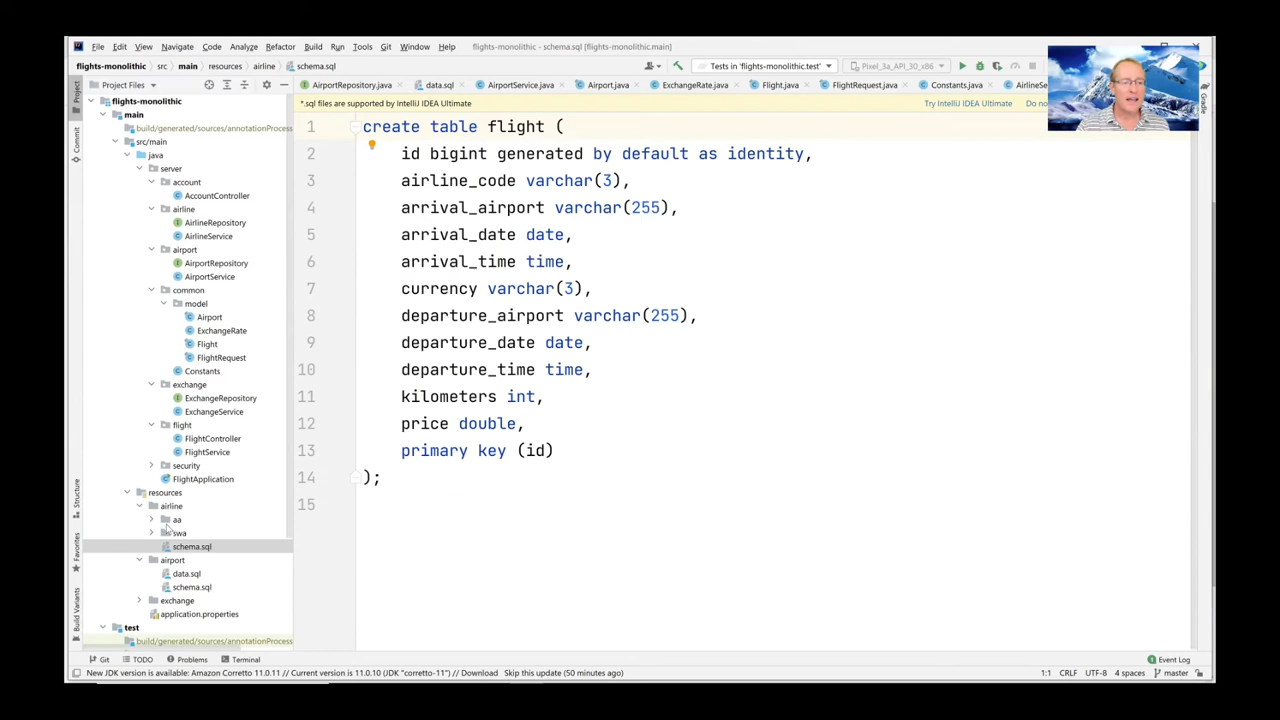 File Edit View Navigate Code Analyze Refactor Build Run Tools Git Window Help flights-monolithic - schema.sql [flights-monolithic.main]
flights-monolithic src main resources airline schema.sql Tests in 'flights-monolithic.test' Pixel_3a_API_30_x86
Project Files AirportRepository.java data.sql AirportService.java Airport.java ExchangeRate.java Flight.java FlightRequest.java Constants.java AirlineSe
*.sql files are supported by IntelliJ IDEA Ultimate Try IntelliJ IDEA Ultimate Do no
Project
Commit
Structure
Favorites
Build Variants
Gradle
flights-monolithic
main
build/generated/sources/annotationProcess
src/main
java
server
account
AccountController
airline
AirlineRepository
AirlineService
airport
AirportRepository
AirportService
common
model
Airport
ExchangeRate
Flight
FlightRequest
Constants
exchange
ExchangeRepository
ExchangeService
flight
FlightController
FlightService
security
FlightApplication
resources
airline
aa
swa
schema.sql
airport
data.sql
schema.sql
exchange
application.properties
test
build/generated/sources/annotationProcess
1 create table flight (
2 id bigint generated by default as identity,
3 airline_code varchar(3),
4 arrival_airport varchar(255),
5 arrival_date date,
6 arrival_time time,
7 currency varchar(3),
8 departure_airport varchar(255),
9 departure_date date,
10 departure_time time,
11 kilometers int,
12 price double,
13 primary key (id)
14 );
15
Git TODO Problems Terminal 1 Event Log
New JDK version is available: Amazon Corretto 11.0.11 // Current version is 11.0.10 (JDK "corretto-11") // Download Skip this update (50 minutes ago) 1:1 CRLF UTF-8 4 spaces master